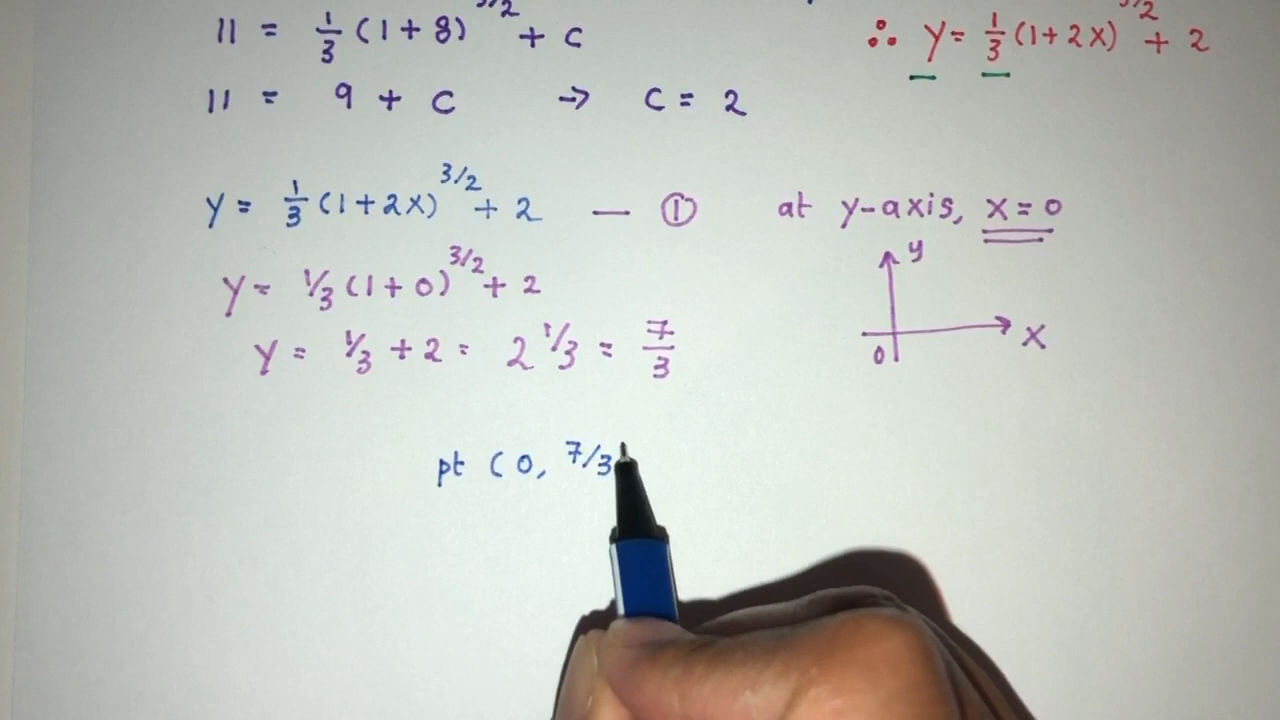 11 = 1/3 (1+8)^3/2 + c
∴ y = 1/3 (1+2x)^3/2 + 2
11 = 9 + c → c = 2
y = 1/3 (1+2x)^3/2 + 2 — ①
at y-axis, x=0
y = 1/3 (1+0)^3/2 + 2
y
x
0
y = 1/3 + 2 = 2 1/3 = 7/3
pt (0, 7/3